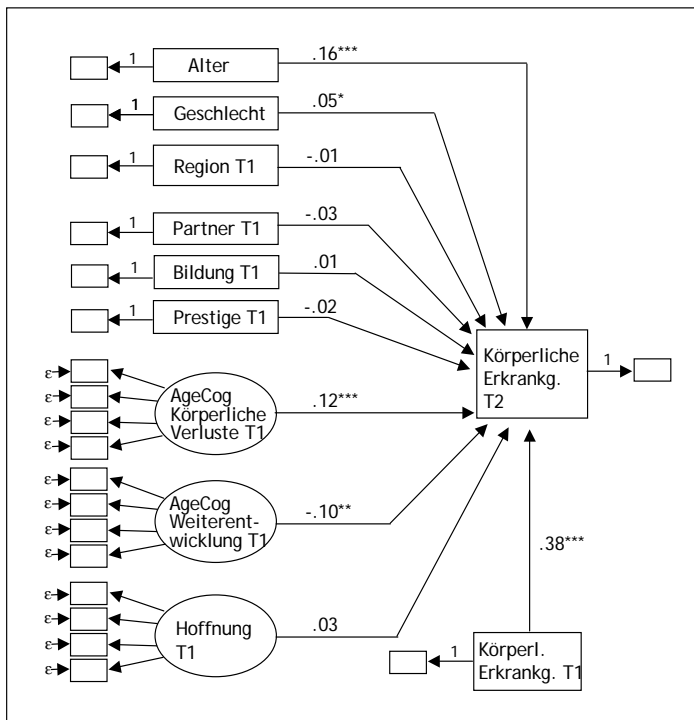 1
Alter
.16***
1
Geschlecht
.05*
1
Region T1
-.01
1
Partner T1
-.03
1
Bildung T1
.01
1
Prestige T1
-.02
Körperliche
Erkrankg.
T2
1
ε
ε
ε
ε
AgeCog
Körperliche
Verluste T1
.12***
ε
ε
ε
ε
AgeCog
Weiterent-
wicklung T1
-.10**
.38***
ε
ε
ε
ε
Hoffnung
T1
.03
1
Körperl.
Erkrankg. T1